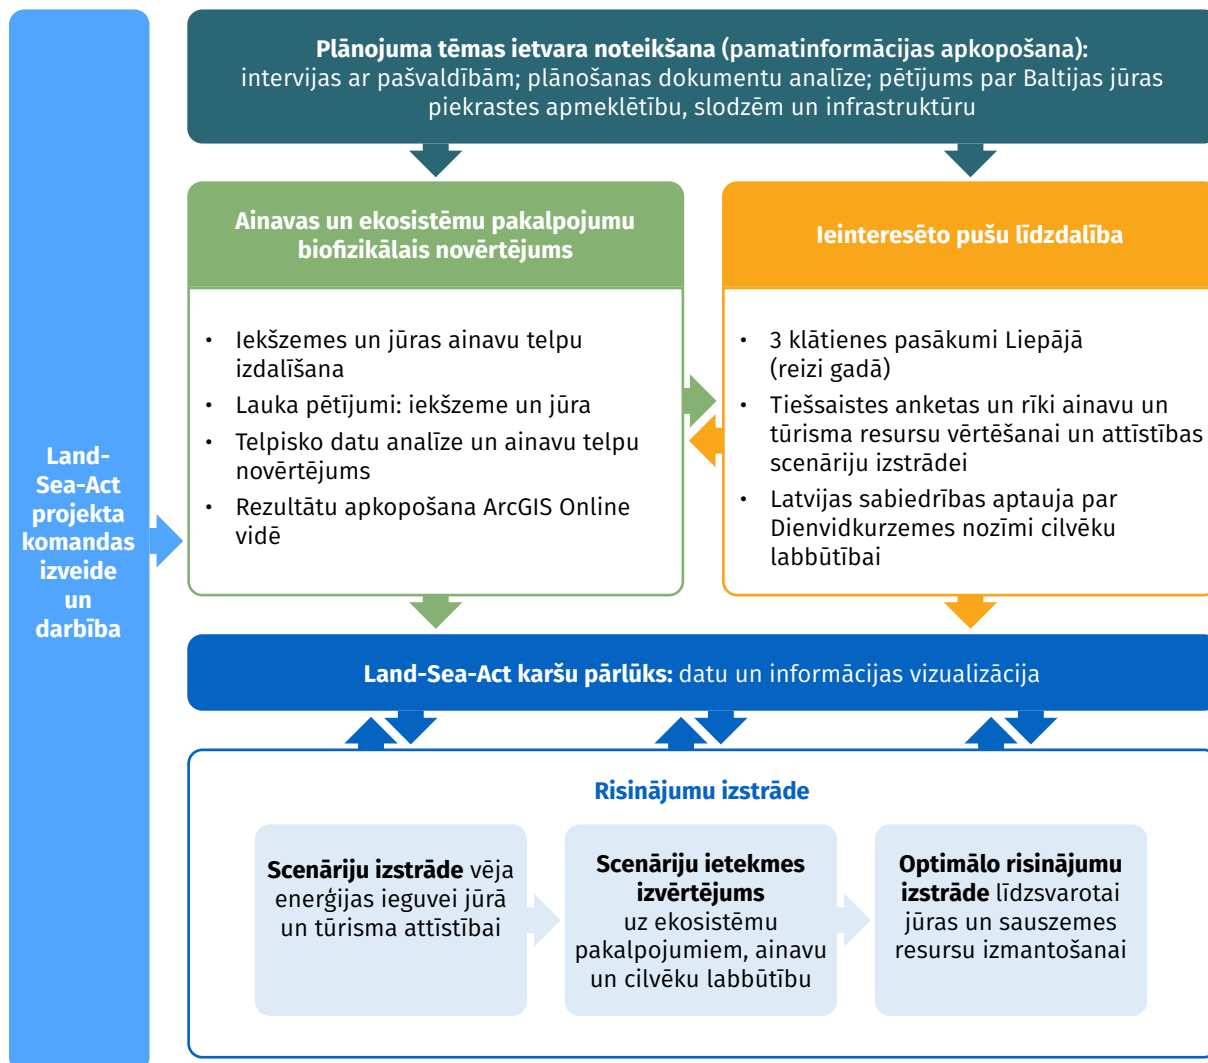 Land-
Sea-Act
projekta
komandas
izveide
un
darbība
Plānojuma tēmas ietvara noteikšana (pamatinformācijas apkopošana):
intervijas ar pašvaldībām; plānošanas dokumentu analīze; pētījums par Baltijas jūras
piekrastes apmeklētību, slodzēm un infrastruktūru
Ainavas un ekosistēmu pakalpojumu
biofizikālais novērtējums
• Iekšzemes un jūras ainavu telpu
izdalīšana
• Lauka pētījumi: iekšzeme un jūra
• Telpisko datu analīze un ainavu telpu
novērtējums
• Rezultātu apkopošana ArcGIS Online
vidē
Ieinteresēto pušu līdzdalība
• 3 klātienes pasākumi Liepājā
(reizi gadā)
• Tiešsaistes anketas un rīki ainavu un
tūrisma resursu vērtēšanai un attīstības
scenāriju izstrādei
• Latvijas sabiedrības aptauja par
Dienvidkurzemes nozīmi cilvēku
labbūtībai
Land-Sea-Act karšu pārlūks: datu un informācijas vizualizācija
Risinājumu izstrāde
Scenāriju izstrāde vēja
enerģijas ieguvei jūrā
un tūrisma attīstībai
Scenāriju ietekmes
izvērtējums
uz ekosistēmu
pakalpojumiem, ainavu
un cilvēku labbūtību
Optimālo risinājumu
izstrāde līdzsvarotai
jūras un sauszemes
resursu izmantošanai